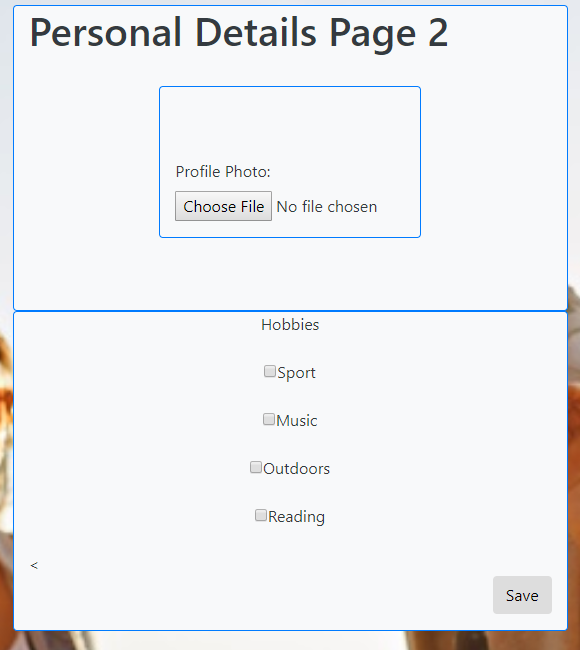 Personal Details Page 2
Profile Photo:
Choose File No file chosen
Hobbies
Sport
Music
Outdoors
Reading
<
Save